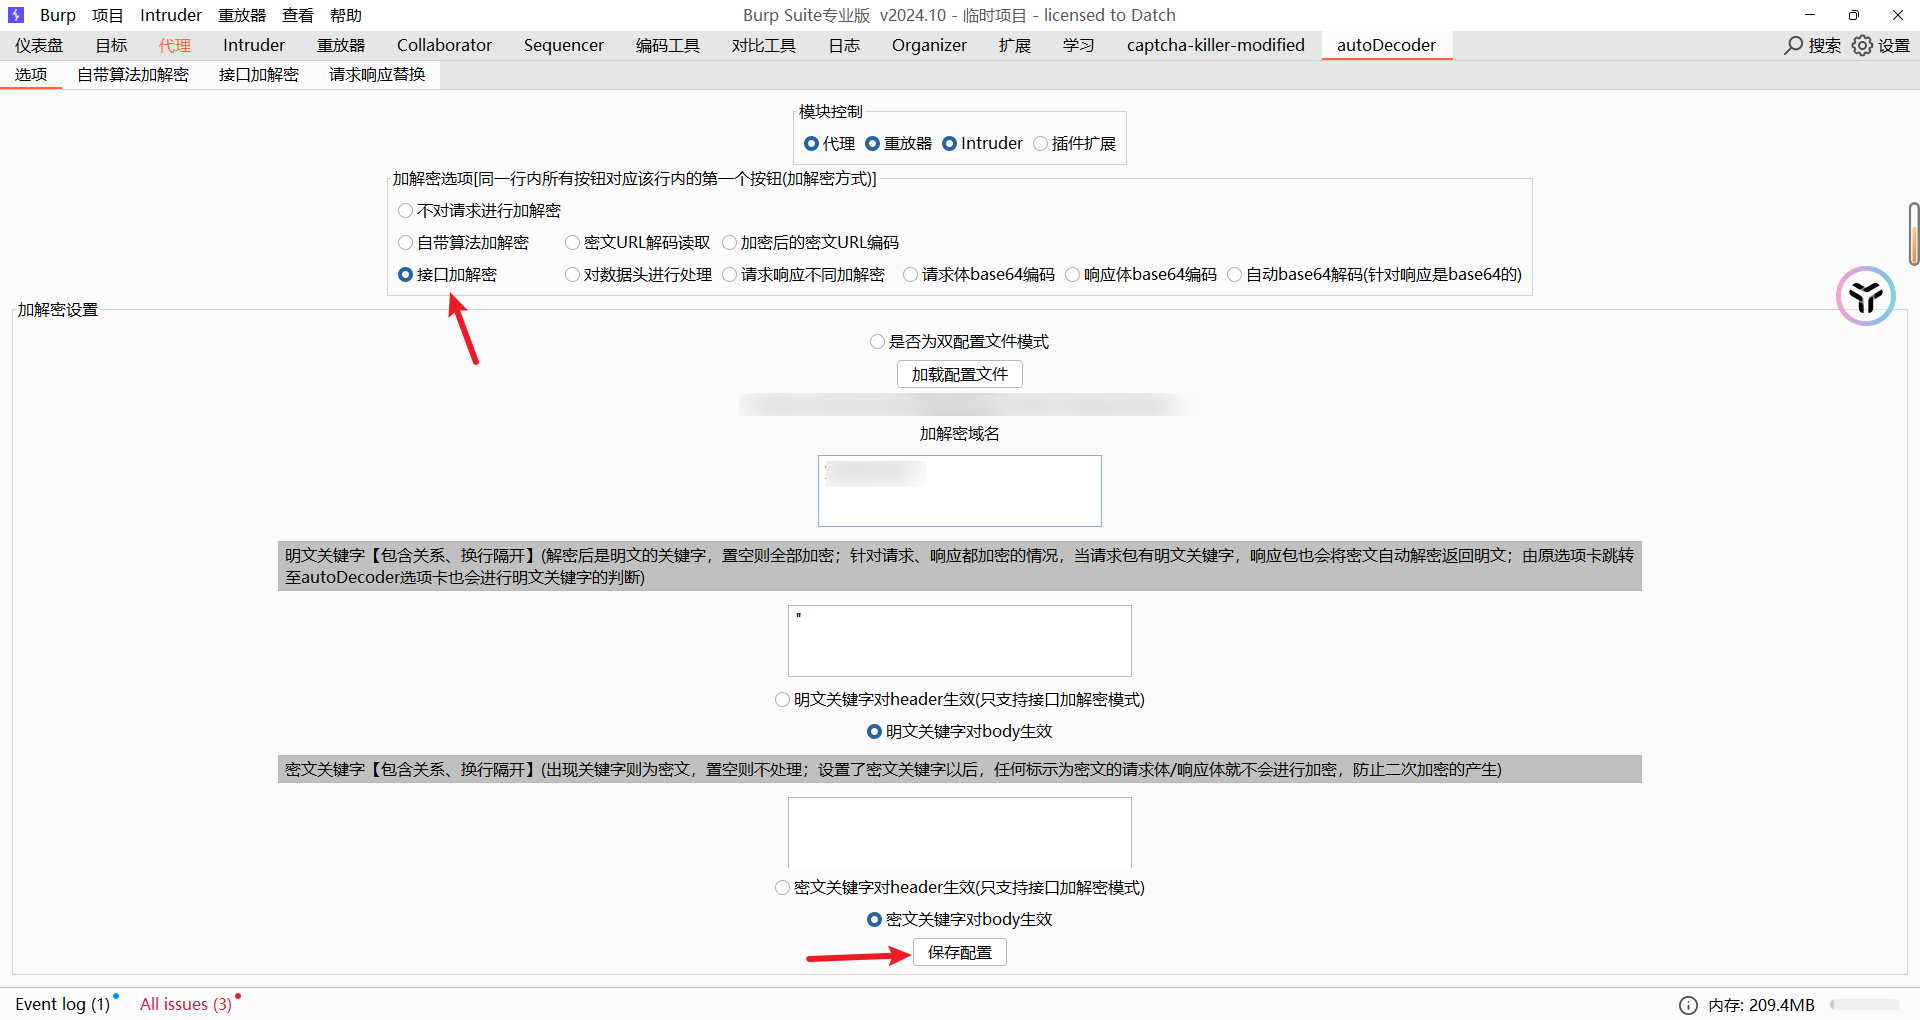 Burp 项目 Intruder 重放器 查看 帮助 Burp Suite专业版 v2024.10 - 临时项目 - licensed to Datch
仪表盘 目标 代理 Intruder 重放器 Collaborator Sequencer 编码工具 对比工具 日志 Organizer 扩展 学习 captcha-killer-modified autoDecoder 搜索 设置
选项 自带算法加解密 接口加解密 请求响应替换
模块控制
代理 重放器 Intruder 插件扩展
加解密选项[同一行内所有按钮对应该行内的第一个按钮(加解密方式)]
不对请求进行加解密
自带算法加解密 密文URL解码读取 加密后的密文URL编码
接口加解密 对数据头进行处理 请求响应不同加解密 请求体base64编码 响应体base64编码 自动base64解码(针对响应是base64的)
加解密设置
是否为双配置文件模式
加载配置文件
加解密域名
明文关键字【包含关系、换行隔开】(解密后是明文的关键字，置空则全部加密；针对请求、响应都加密的情况，当请求包有明文关键字，响应包也会将密文自动解密返回明文；由原选项卡跳转
至autoDecoder选项卡也会进行明文关键字的判断)
"
明文关键字对header生效(只支持接口加解密模式)
明文关键字对body生效
密文关键字【包含关系、换行隔开】(出现关键字则为密文，置空则不处理；设置了密文关键字以后，任何标示为密文的请求体/响应体就不会进行加密，防止二次加密的产生)
密文关键字对header生效(只支持接口加解密模式)
密文关键字对body生效
保存配置
Event log (1) All issues (3) 内存: 209.4MB